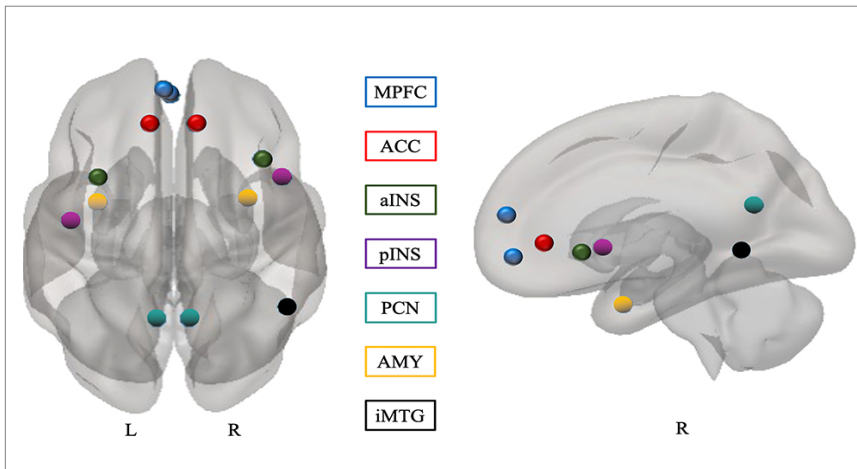 MPFC
ACC
aINS
pINS
PCN
AMY
iMTG
L R
R